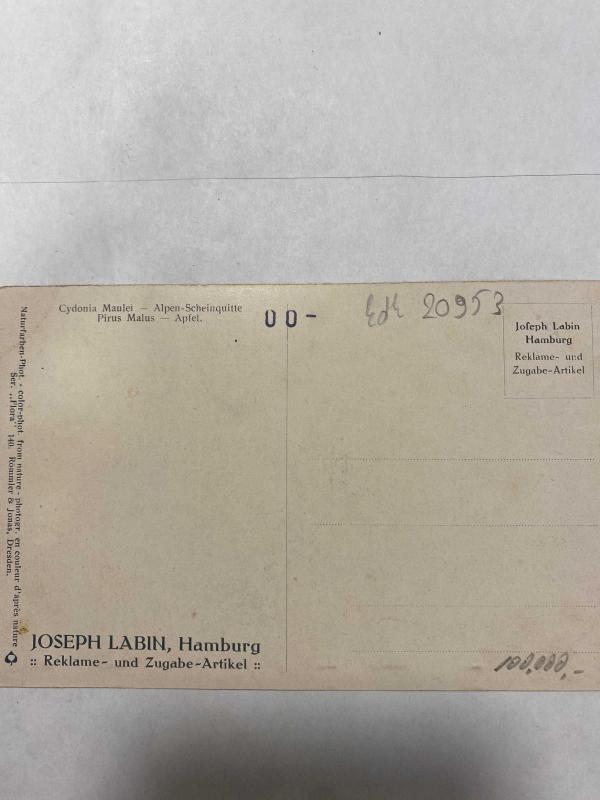 Cydonia Maulei — Alpen-Scheinquitte
Pirus Malus — Apfel.
00-
20953
Joseph Labin
Hamburg
Reklame- und
Zugabe-Artikel
Naturfarben-Phot. - color-phot. from nature - photogr. en couleur d'après nature
Ser. „Flora" 140. Römmler & Jonas, Dresden.
JOSEPH LABIN, Hamburg
:: Reklame- und Zugabe-Artikel ::
100,000,-